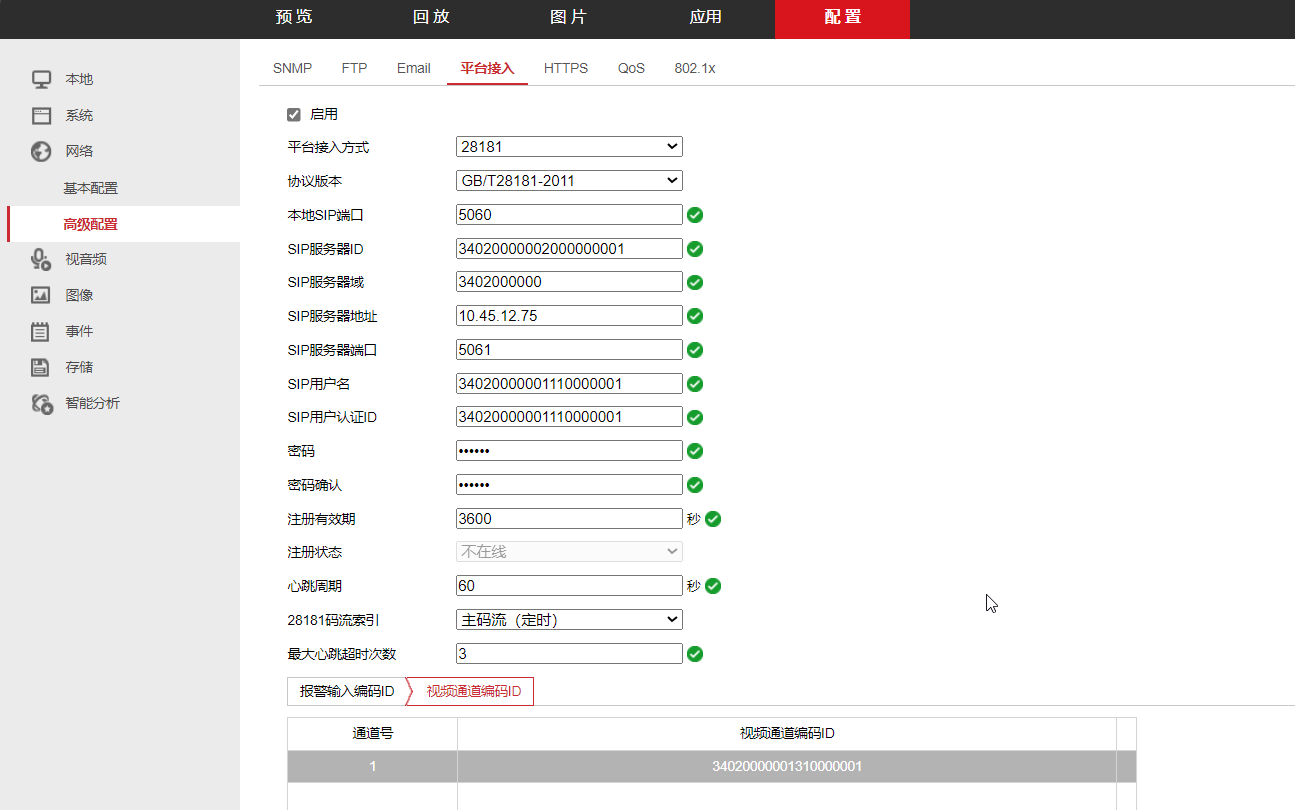 预览 回放 图片 应用 配置
SNMP FTP Email 平台接入 HTTPS QoS 802.1x
本地
系统
网络
基本配置
高级配置
视音频
图像
事件
存储
智能分析
启用
平台接入方式 28181
协议版本 GB/T28181-2011
本地SIP端口 5060
SIP服务器ID 34020000002000000001
SIP服务器域 3402000000
SIP服务器地址 10.45.12.75
SIP服务器端口 5061
SIP用户名 34020000001110000001
SIP用户认证ID 34020000001110000001
密码 ••••••
密码确认 ••••••
注册有效期 3600 秒
注册状态 不在线
心跳周期 60 秒
28181码流索引 主码流（定时）
最大心跳超时次数 3
报警输入编码ID 视频通道编码ID
通道号 视频通道编码ID
1 34020000001310000001